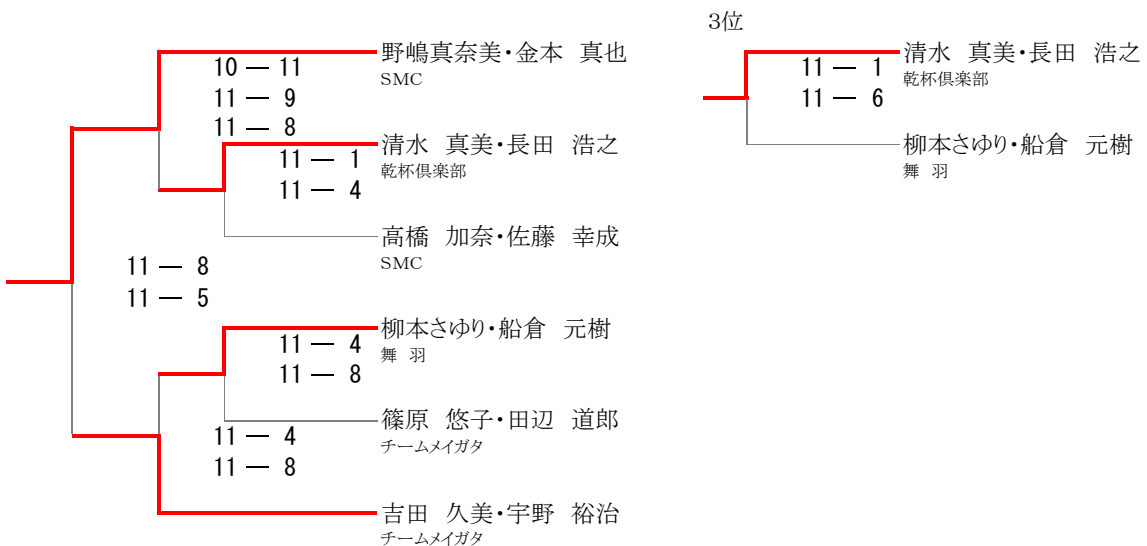 野嶋真奈美・金本　真也
SMC
10 — 11
11 — 9
11 — 8
清水　真美・長田　浩之
乾杯倶楽部
11 — 1
11 — 4
高橋　加奈・佐藤　幸成
SMC
11 — 8
11 — 5
柳本さゆり・船倉　元樹
舞　羽
11 — 4
11 — 8
篠原　悠子・田辺　道郎
チームメイガタ
11 — 4
11 — 8
吉田　久美・宇野　裕治
チームメイガタ
3位
清水　真美・長田　浩之
乾杯倶楽部
11 — 1
11 — 6
柳本さゆり・船倉　元樹
舞　羽